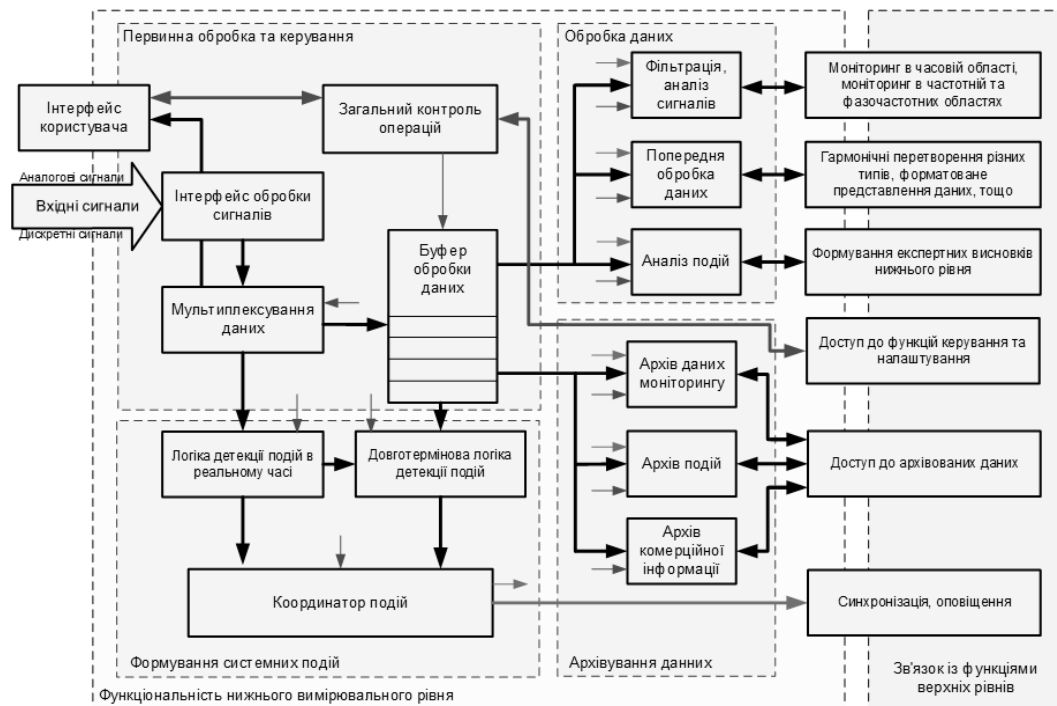 Первинна обробка та керування
Обробка даних
Інтерфейс
користувача
Загальний контроль
операцій
Фільтрація,
аналіз
сигналів
Моніторинг в часовій області,
моніторинг в частотній та
фазочастотних областях
Аналогові сигнали
Вхідні сигнали
Дискретні сигнали
Інтерфейс обробки
сигналів
Попередня
обробка
даних
Гармонічні перетворення різних
типів, форматоване
представлення даних, тощо
Буфер
обробки
даних
Аналіз подій
Формування експертних висновків
нижнього рівня
Мультиплексування
даних
Доступ до функцій керування та
налаштування
Архів даних
моніторингу
Логіка детекції подій в
реальному часі
Довготермінова логіка
детекції подій
Архів подій
Доступ до архівованих даних
Архів
комерційної
інформації
Координатор подій
Синхронізація, оповіщення
Формування системних подій
Архівування данних
Зв'язок із функціями
верхніх рівнів
Функціональність нижнього вимірювального рівня